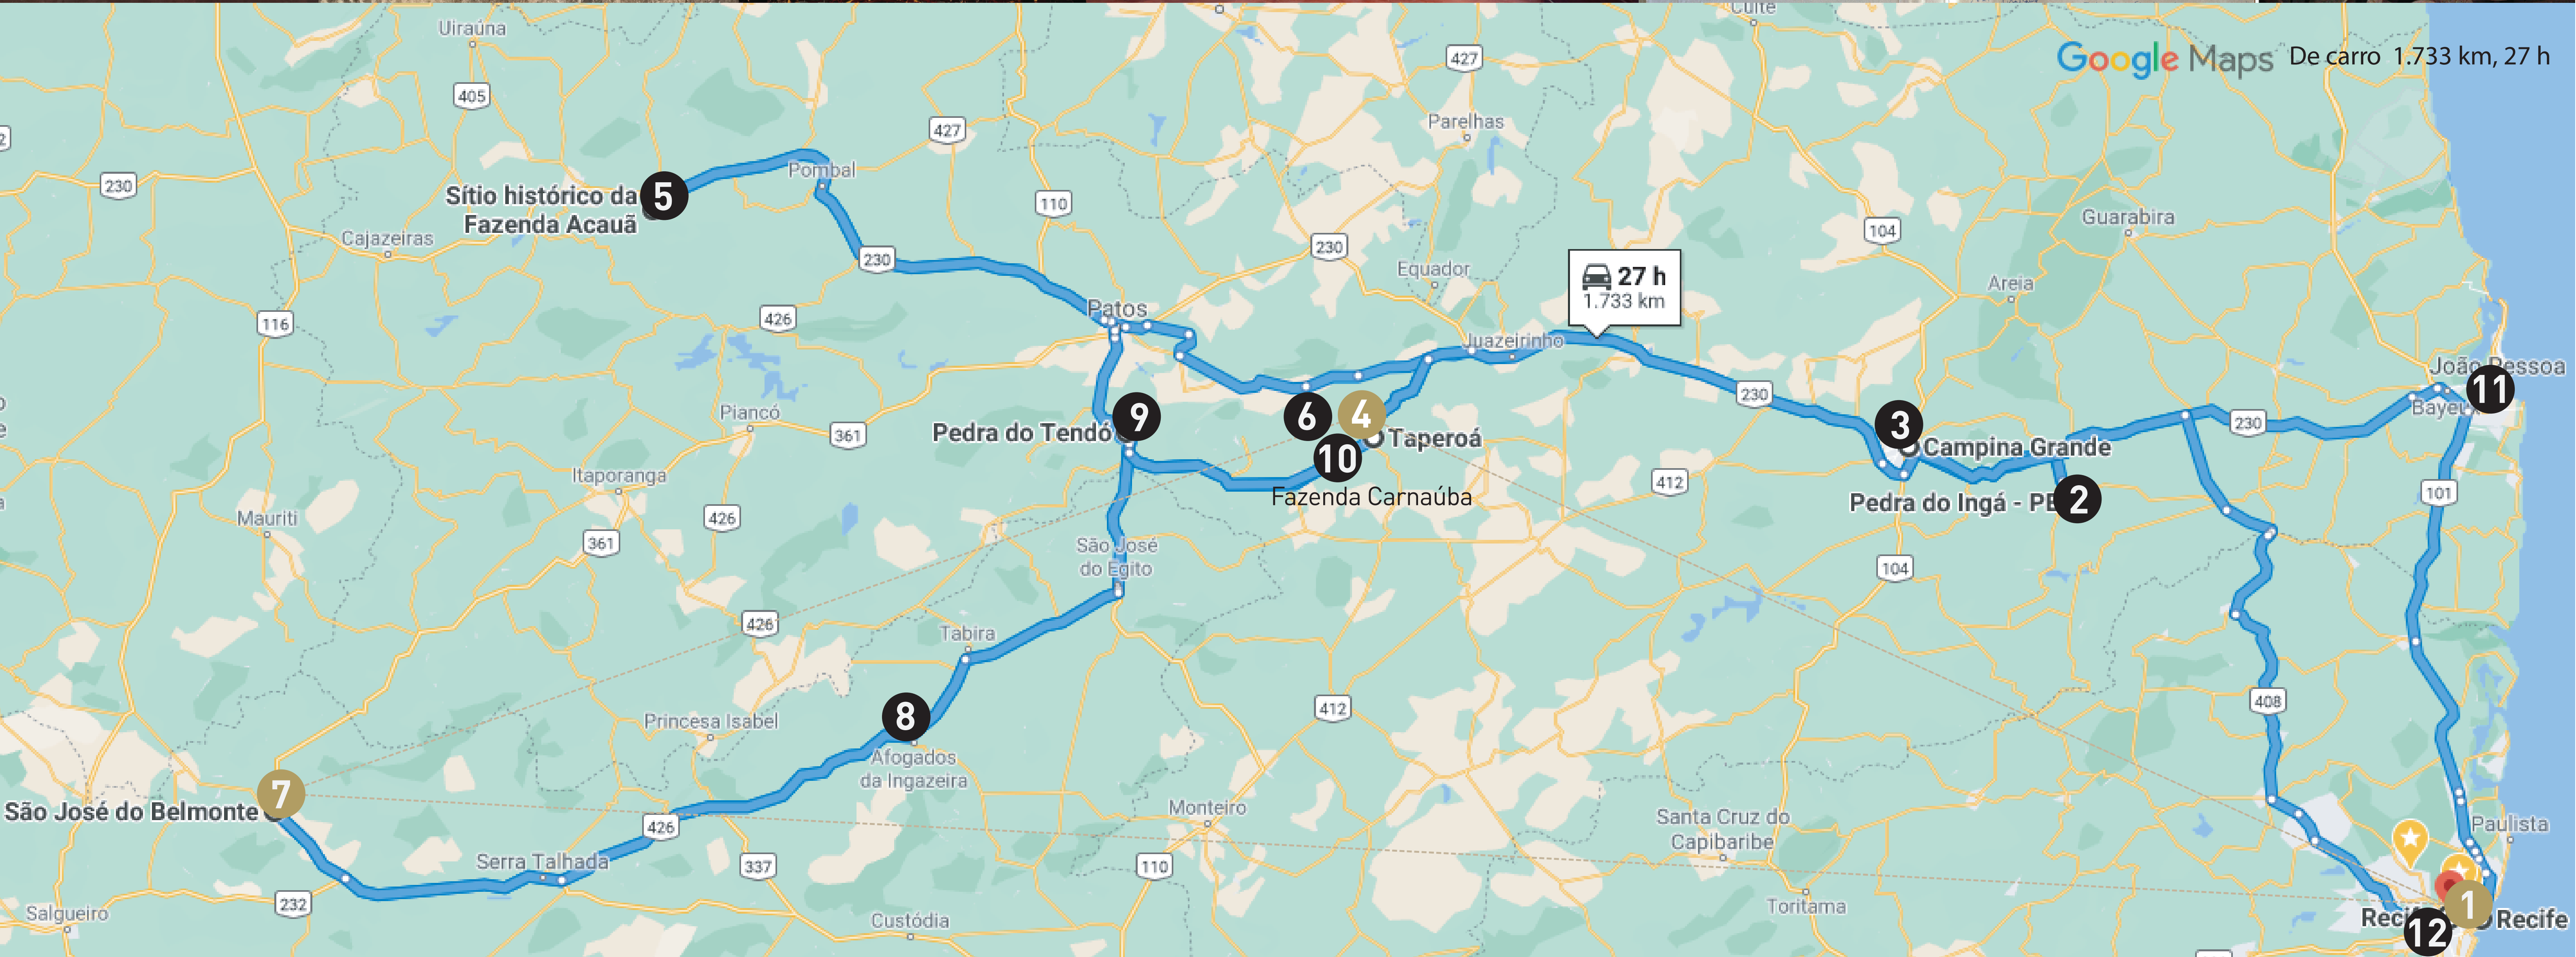 Culte
Uiraúna
427
Google Maps De carro 1.733 km, 27 h
405
Parelhas
427
2
230
Pombal
Sítio histórico da
Fazenda Acauã
5
110
Guarabira
Cajazeiras
230
104
230
Equador
27 h
1.733 km
Areia
116
426
Patos
Juazeirinho
João Pessoa
11
Bayeux
230
Piancó
361
Pedra do Tendó
9
6
4
Taperoá
10
3
Campina Grande
230
Fazenda Carnaúba
412
Pedra do Ingá - PB
2
101
Itaporanga
Mauriti
426
361
São José
do Egito
104
426
Tabira
Princesa Isabel
8
412
408
Afogados
da Ingazeira
7
São José do Belmonte
Monteiro
426
Santa Cruz do
Capibaribe
Paulista
Serra Talhada
337
110
232
Salgueiro
Custódia
Toritama
1
Recife
12